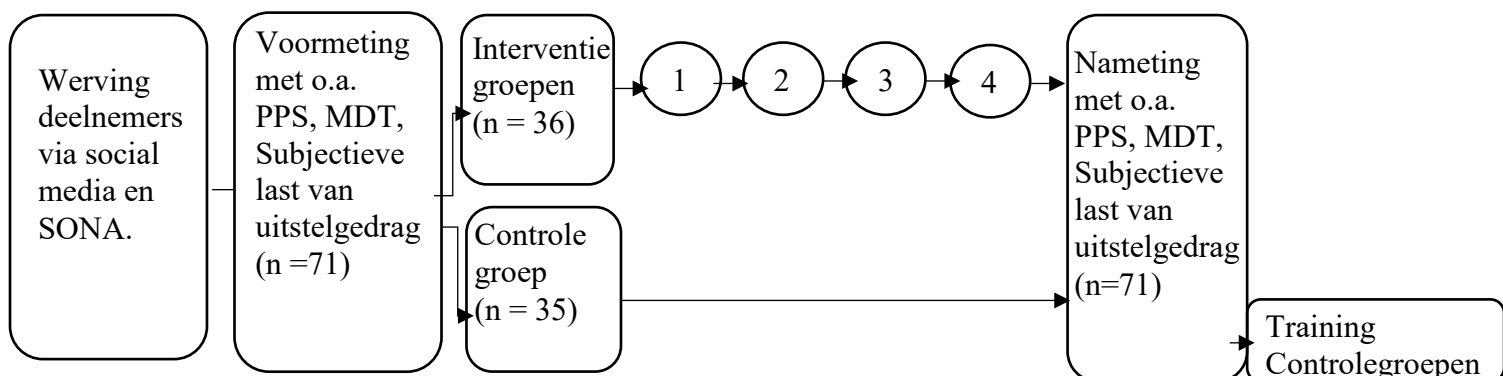 Werving
deelnemers
via social
media en
SONA.
Voormeting
met o.a.
PPS, MDT,
Subjectieve
last van
uitstelgedrag
(n =71)
Interventie
groepen
(n = 36)
1
2
3
4
Controle
groep
(n = 35)
Nameting
met o.a.
PPS, MDT,
Subjectieve
last van
uitstelgedrag
(n=71)
Training
Controlegroepen